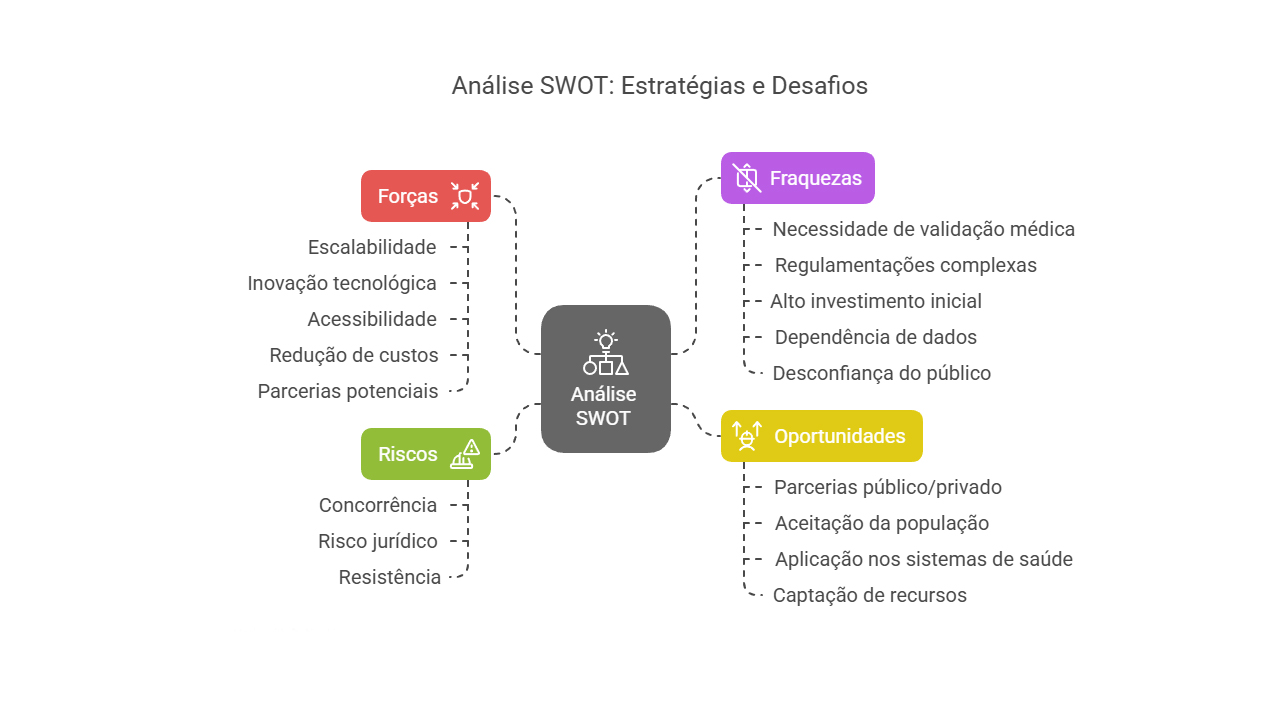 Análise SWOT: Estratégias e Desafios
Forças
Escalabilidade
Inovação tecnológica
Acessibilidade
Redução de custos
Parcerias potenciais
Riscos
Concorrência
Risco jurídico
Resistência
Análise
SWOT
Fraquezas
Necessidade de validação médica
Regulamentações complexas
Alto investimento inicial
Dependência de dados
Desconfiança do público
Oportunidades
Parcerias público/privado
Aceitação da população
Aplicação nos sistemas de saúde
Captação de recursos